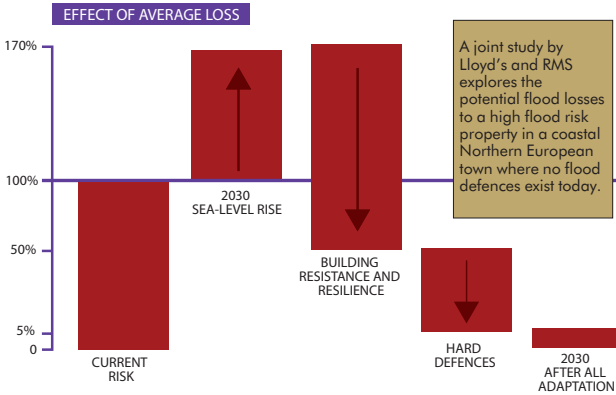 EFFECT OF AVERAGE LOSS
170%
100%
50%
5%
0
CURRENT
RISK
2030
SEA-LEVEL RISE
BUILDING
RESISTANCE AND
RESILIENCE
HARD
DEFENCES
2030
AFTER ALL
ADAPTATION
A joint study by
Lloyd's and RMS
explores the
potential flood losses
to a high flood risk
property in a coastal
Northern European
town where no flood
defences exist today.